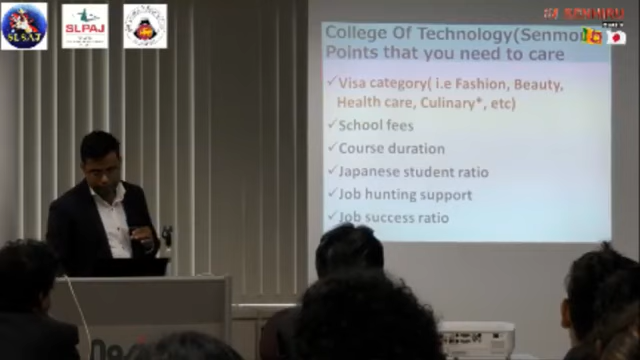 SLPAJ
College Of Technology(Senmo
Points that you need to care
✓Visa category( i.e Fashion, Beauty,
Health care, Culinary*, etc)
✓School fees
✓Course duration
✓Japanese student ratio
✓Job hunting support
✓Job success ratio